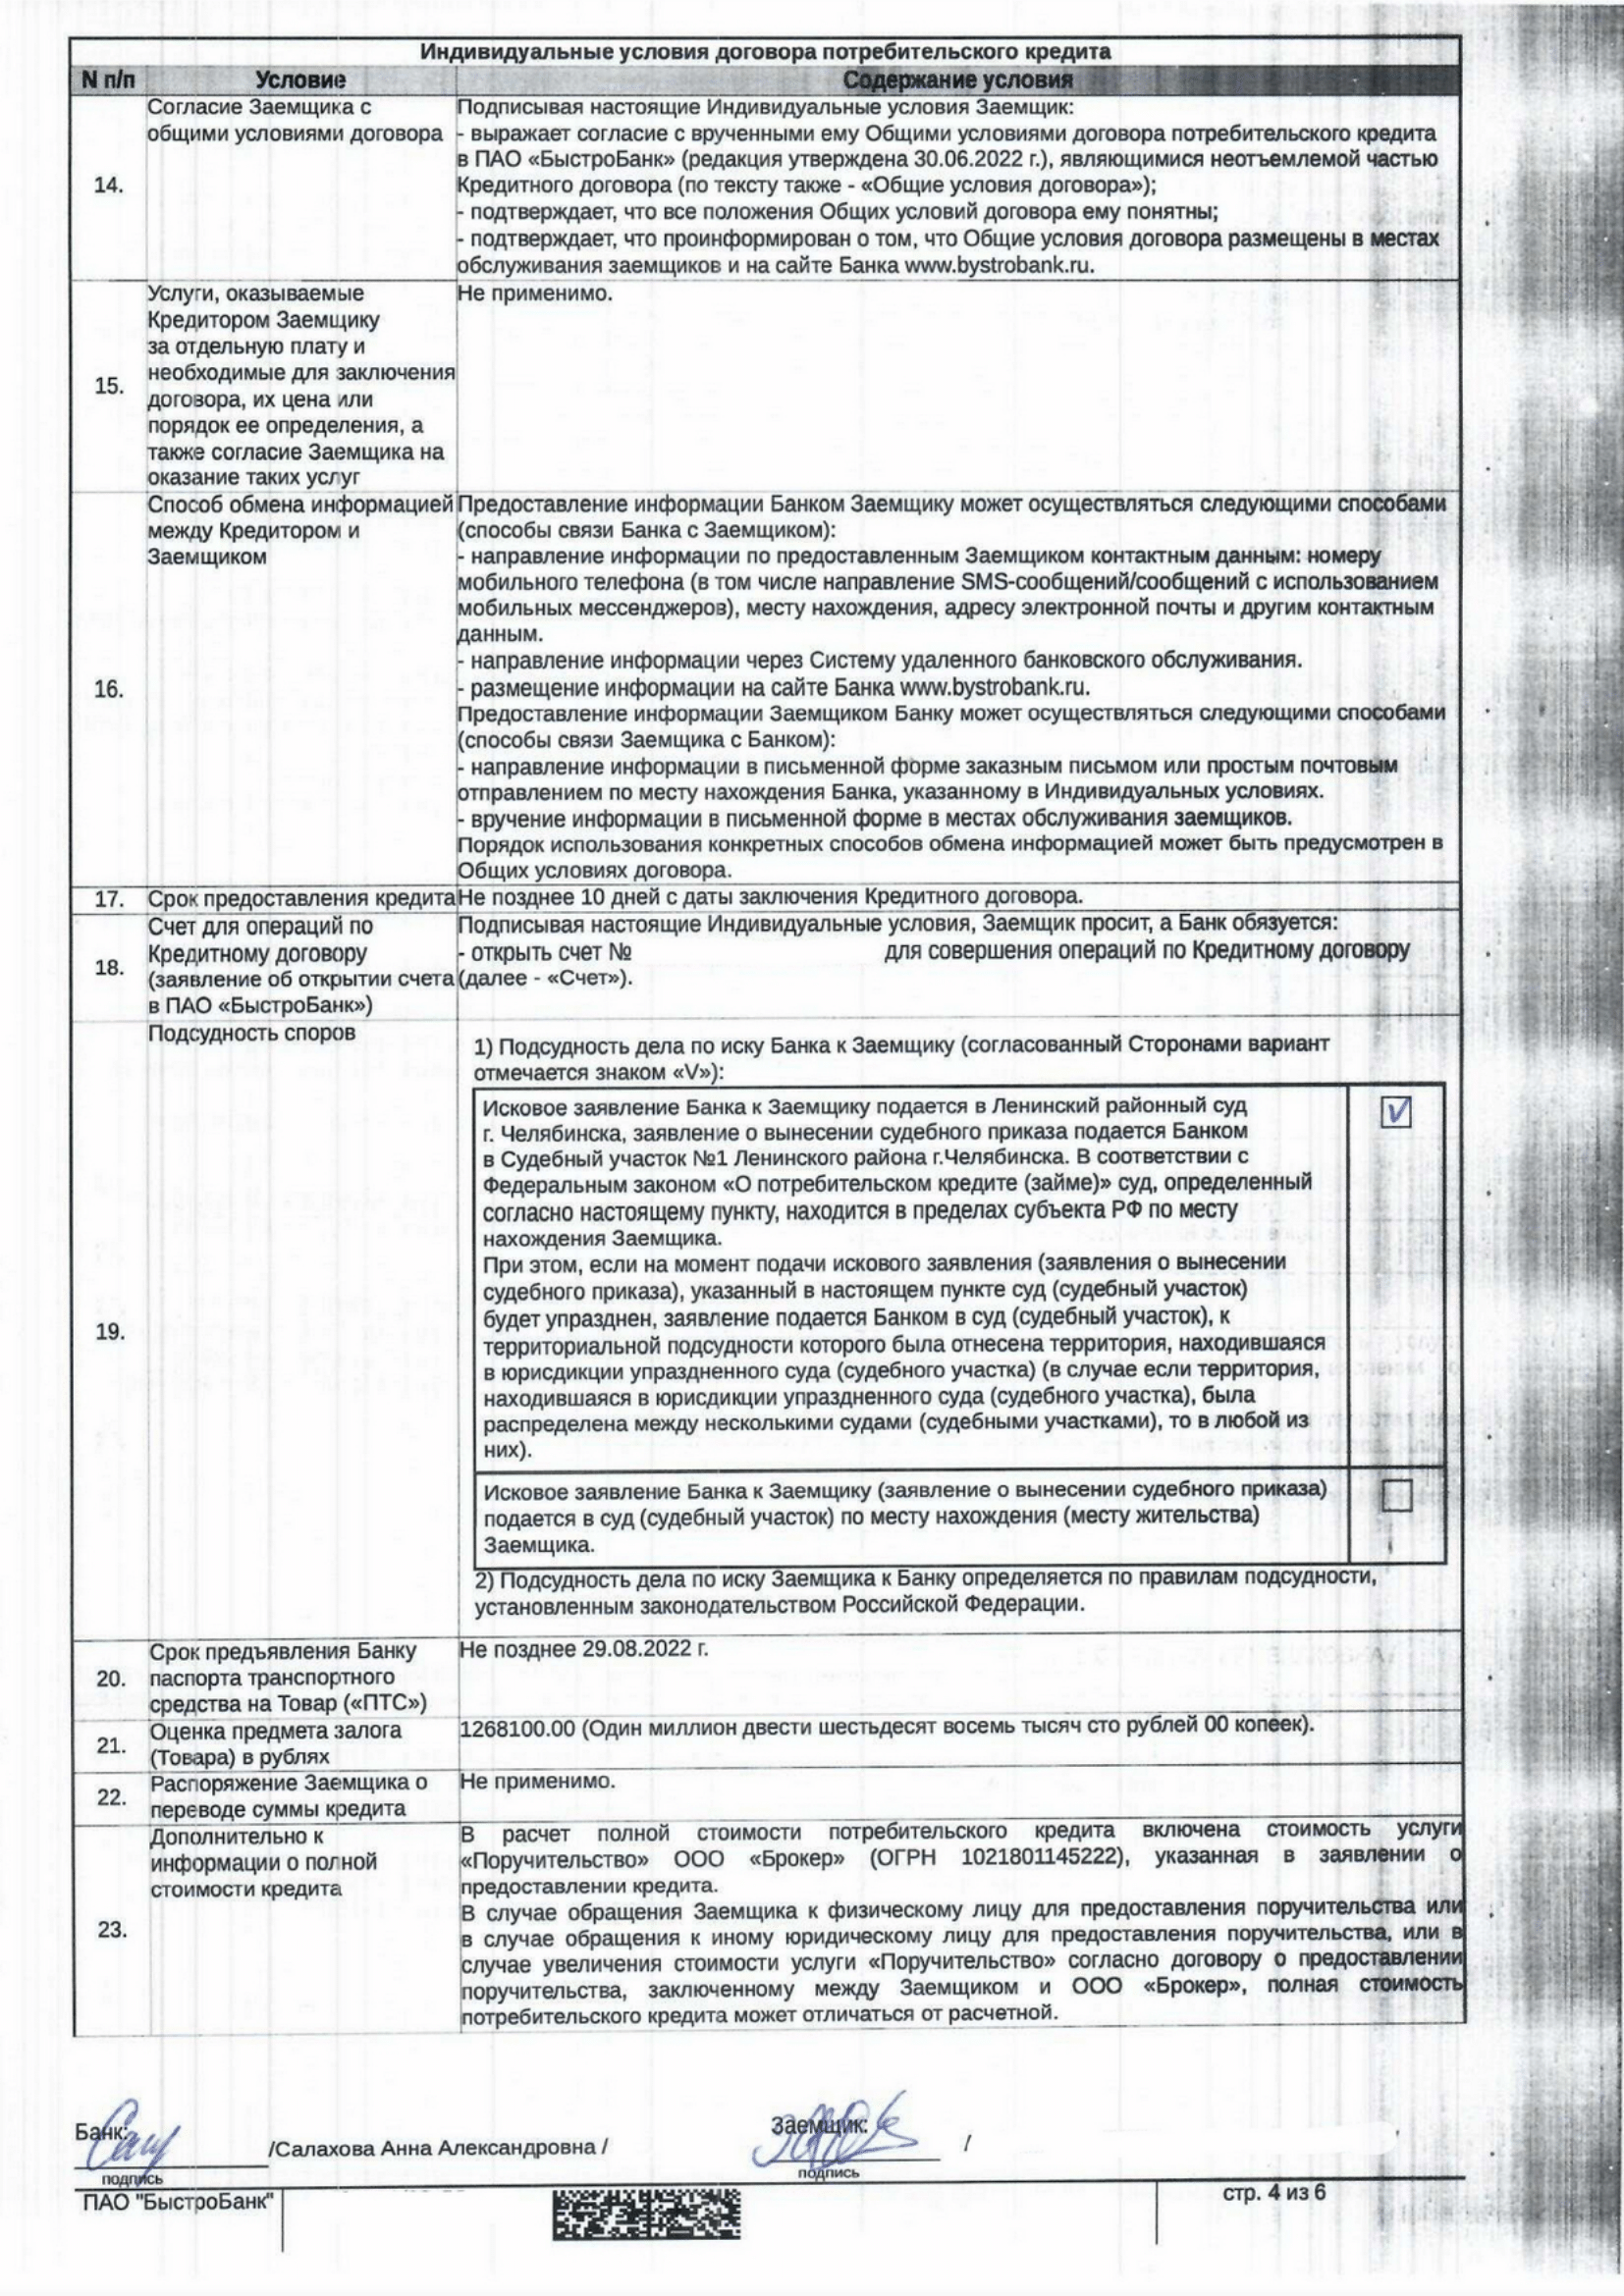 Индивидуальные условия договора потребительского кредита
N п/п Условие Содержание условия
14. Согласие Заемщика с общими условиями договора
Подписывая настоящие Индивидуальные условия Заемщик:
- выражает согласие с врученными ему Общими условиями договора потребительского кредита
в ПАО «БыстроБанк» (редакция утверждена 30.06.2022 г.), являющимися неотъемлемой частью
Кредитного договора (по тексту также - «Общие условия договора»);
- подтверждает, что все положения Общих условий договора ему понятны;
- подтверждает, что проинформирован о том, что Общие условия договора размещены в местах
обслуживания заемщиков и на сайте Банка www.bystrobank.ru.
15.
Услуги, оказываемые
Кредитором Заемщику
за отдельную плату и
необходимые для заключения
договора, их цена или
порядок ее определения, а
также согласие Заемщика на
оказание таких услуг
Не применимо.
16.
Способ обмена информацией
между Кредитором и
Заемщиком
Предоставление информации Банком Заемщику может осуществляться следующими способами
(способы связи Банка с Заемщиком):
- направление информации по предоставленным Заемщиком контактным данным: номеру
мобильного телефона (в том числе направление SMS-сообщений/сообщений с использованием
мобильных мессенджеров), месту нахождения, адресу электронной почты и другим контактным
данным.
- направление информации через Систему удаленного банковского обслуживания.
- размещение информации на сайте Банка www.bystrobank.ru.
Предоставление информации Заемщиком Банку может осуществляться следующими способами
(способы связи Заемщика с Банком):
- направление информации в письменной форме заказным письмом или простым почтовым
отправлением по месту нахождения Банка, указанному в Индивидуальных условиях.
- вручение информации в письменной форме в местах обслуживания заемщиков.
Порядок использования конкретных способов обмена информацией может быть предусмотрен в
Общих условиях договора.
17. Срок предоставления кредита Не позднее 10 дней с даты заключения Кредитного договора.
18.
Счет для операций по
Кредитному договору
(заявление об открытии счета
в ПАО «БыстроБанк»)
Подписывая настоящие Индивидуальные условия, Заемщик просит, а Банк обязуется:
- открыть счет № для совершения операций по Кредитному договору
(далее - «Счет»).
19.
Подсудность споров
1) Подсудность дела по иску Банка к Заемщику (согласованный Сторонами вариант
отмечается знаком «V»):
Исковое заявление Банка к Заемщику подается в Ленинский районный суд
г. Челябинска, заявление о вынесении судебного приказа подается Банком
в Судебный участок №1 Ленинского района г.Челябинска. В соответствии с
Федеральным законом «О потребительском кредите (займе)» суд, определенный
согласно настоящему пункту, находится в пределах субъекта РФ по месту
нахождения Заемщика.
При этом, если на момент подачи искового заявления (заявления о вынесении
судебного приказа), указанный в настоящем пункте суд (судебный участок)
будет упразднен, заявление подается Банком в суд (судебный участок), к
территориальной подсудности которого была отнесена территория, находившаяся
в юрисдикции упраздненного суда (судебного участка) (в случае если территория,
находившаяся в юрисдикции упраздненного суда (судебного участка), была
распределена между несколькими судами (судебными участками), то в любой из
них).
V
Исковое заявление Банка к Заемщику (заявление о вынесении судебного приказа)
подается в суд (судебный участок) по месту нахождения (месту жительства)
Заемщика.
2) Подсудность дела по иску Заемщика к Банку определяется по правилам подсудности,
установленным законодательством Российской Федерации.
20.
Срок предъявления Банку
паспорта транспортного
средства на Товар («ПТС»)
Не позднее 29.08.2022 г.
21.
Оценка предмета залога
(Товара) в рублях
1268100.00 (Один миллион двести шестьдесят восемь тысяч сто рублей 00 копеек).
22.
Распоряжение Заемщика о
переводе суммы кредита
Не применимо.
23.
Дополнительно к
информации о полной
стоимости кредита
В расчет полной стоимости потребительского кредита включена стоимость услуги
«Поручительство» ООО «Брокер» (ОГРН 1021801145222), указанная в заявлении о
предоставлении кредита.
В случае обращения Заемщика к физическому лицу для предоставления поручительства или
в случае обращения к иному юридическому лицу для предоставления поручительства, или в
случае увеличения стоимости услуги «Поручительство» согласно договору о предоставлении
поручительства, заключенному между Заемщиком и ООО «Брокер», полная стоимость
потребительского кредита может отличаться от расчетной.
Банк: /Салахова Анна Александровна / Заемщик: /
подпись подпись
ПАО "БыстроБанк" стр. 4 из 6